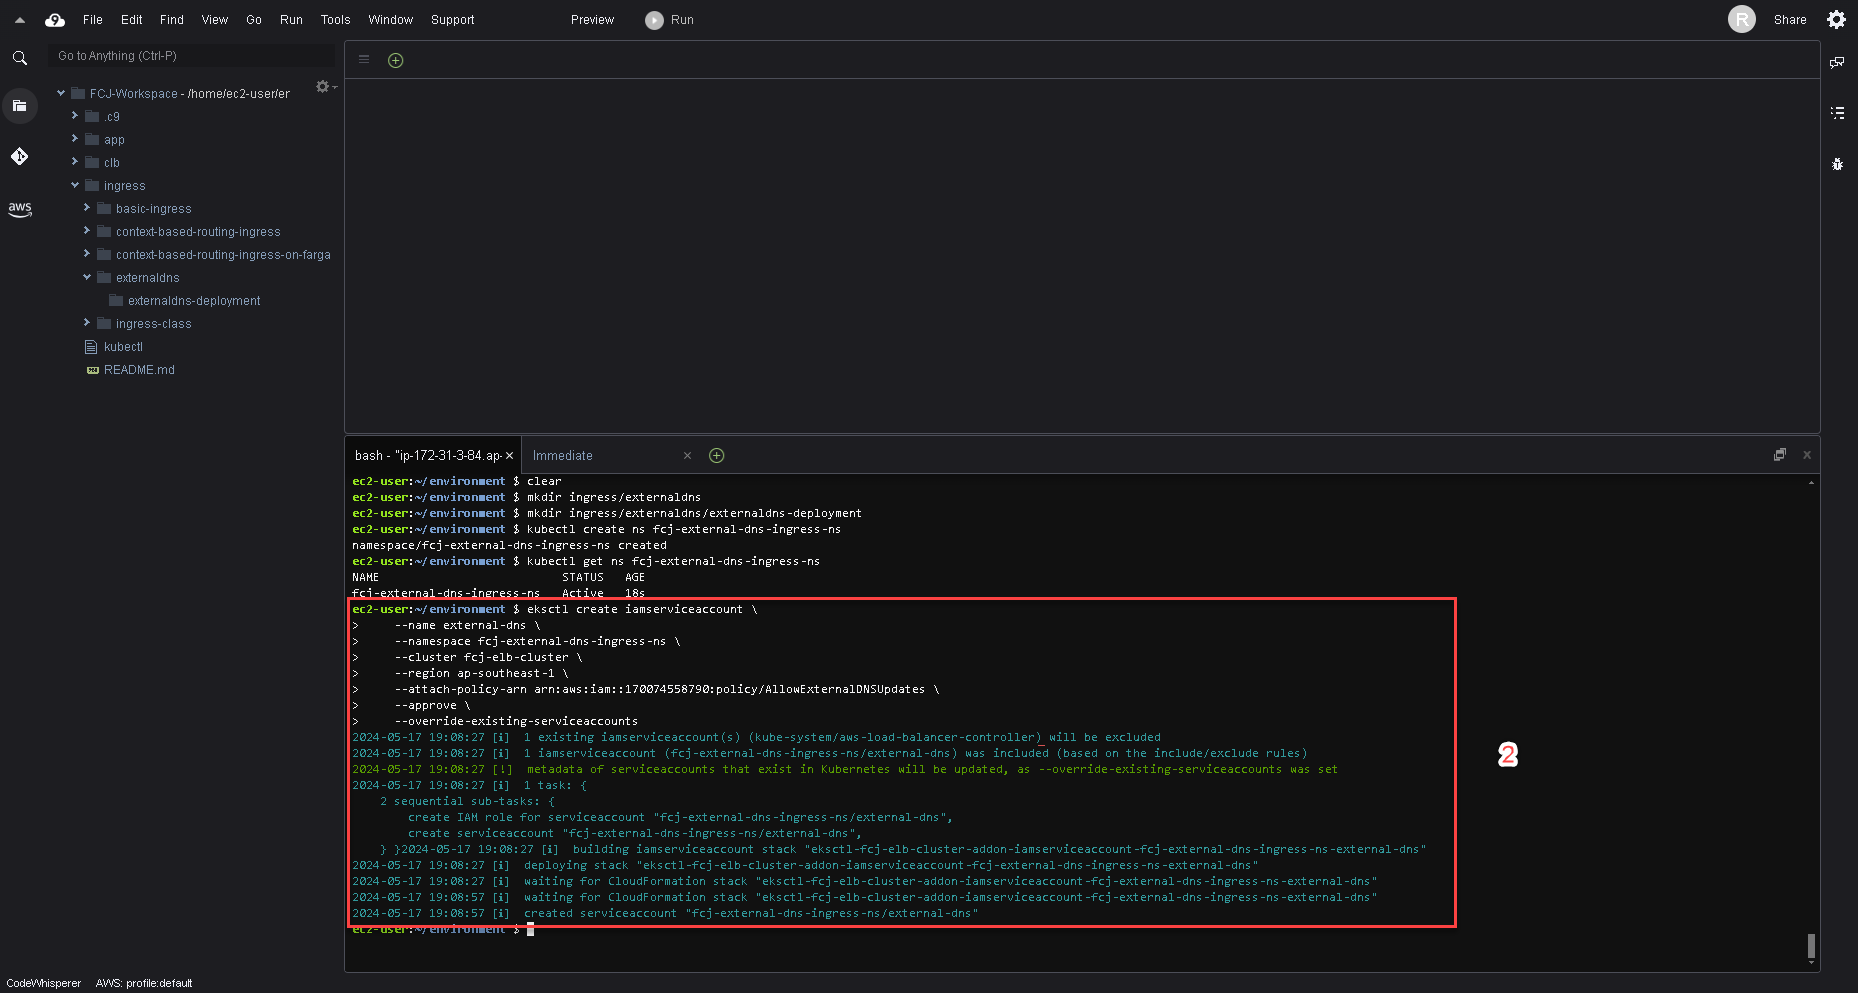 9 File Edit Find View Go Run Tools Window Support Preview Run R Share
Go to Anything (Ctrl-P)
FCJ-Workspace - /home/ec2-user/er
.c9
app
clb
ingress
basic-ingress
context-based-routing-ingress
context-based-routing-ingress-on-farga
externaldns
externaldns-deployment
ingress-class
kubectl
README.md
aws
bash - "ip-172-31-3-84.ap- × Immediate ×
ec2-user:~/environment $ clear
ec2-user:~/environment $ mkdir ingress/externaldns
ec2-user:~/environment $ mkdir ingress/externaldns/externaldns-deployment
ec2-user:~/environment $ kubectl create ns fcj-external-dns-ingress-ns
namespace/fcj-external-dns-ingress-ns created
ec2-user:~/environment $ kubectl get ns fcj-external-dns-ingress-ns
NAME STATUS AGE
fcj-external-dns-ingress-ns Active 18s
ec2-user:~/environment $ eksctl create iamserviceaccount \
> --name external-dns \
> --namespace fcj-external-dns-ingress-ns \
> --cluster fcj-elb-cluster \
> --region ap-southeast-1 \
> --attach-policy-arn arn:aws:iam::170074558790:policy/AllowExternalDNSUpdates \
> --approve \
> --override-existing-serviceaccounts
2024-05-17 19:08:27 [ℹ] 1 existing iamserviceaccount(s) (kube-system/aws-load-balancer-controller) will be excluded
2024-05-17 19:08:27 [ℹ] 1 iamserviceaccount (fcj-external-dns-ingress-ns/external-dns) was included (based on the include/exclude rules)
2024-05-17 19:08:27 [!] metadata of serviceaccounts that exist in Kubernetes will be updated, as --override-existing-serviceaccounts was set
2024-05-17 19:08:27 [ℹ] 1 task: {
2 sequential sub-tasks: {
create IAM role for serviceaccount "fcj-external-dns-ingress-ns/external-dns",
create serviceaccount "fcj-external-dns-ingress-ns/external-dns",
} }2024-05-17 19:08:27 [ℹ] building iamserviceaccount stack "eksctl-fcj-elb-cluster-addon-iamserviceaccount-fcj-external-dns-ingress-ns-external-dns"
2024-05-17 19:08:27 [ℹ] deploying stack "eksctl-fcj-elb-cluster-addon-iamserviceaccount-fcj-external-dns-ingress-ns-external-dns"
2024-05-17 19:08:27 [ℹ] waiting for CloudFormation stack "eksctl-fcj-elb-cluster-addon-iamserviceaccount-fcj-external-dns-ingress-ns-external-dns"
2024-05-17 19:08:57 [ℹ] waiting for CloudFormation stack "eksctl-fcj-elb-cluster-addon-iamserviceaccount-fcj-external-dns-ingress-ns-external-dns"
2024-05-17 19:08:57 [ℹ] created serviceaccount "fcj-external-dns-ingress-ns/external-dns"
ec2-user:~/environment $
2
CodeWhisperer AWS: profile:default